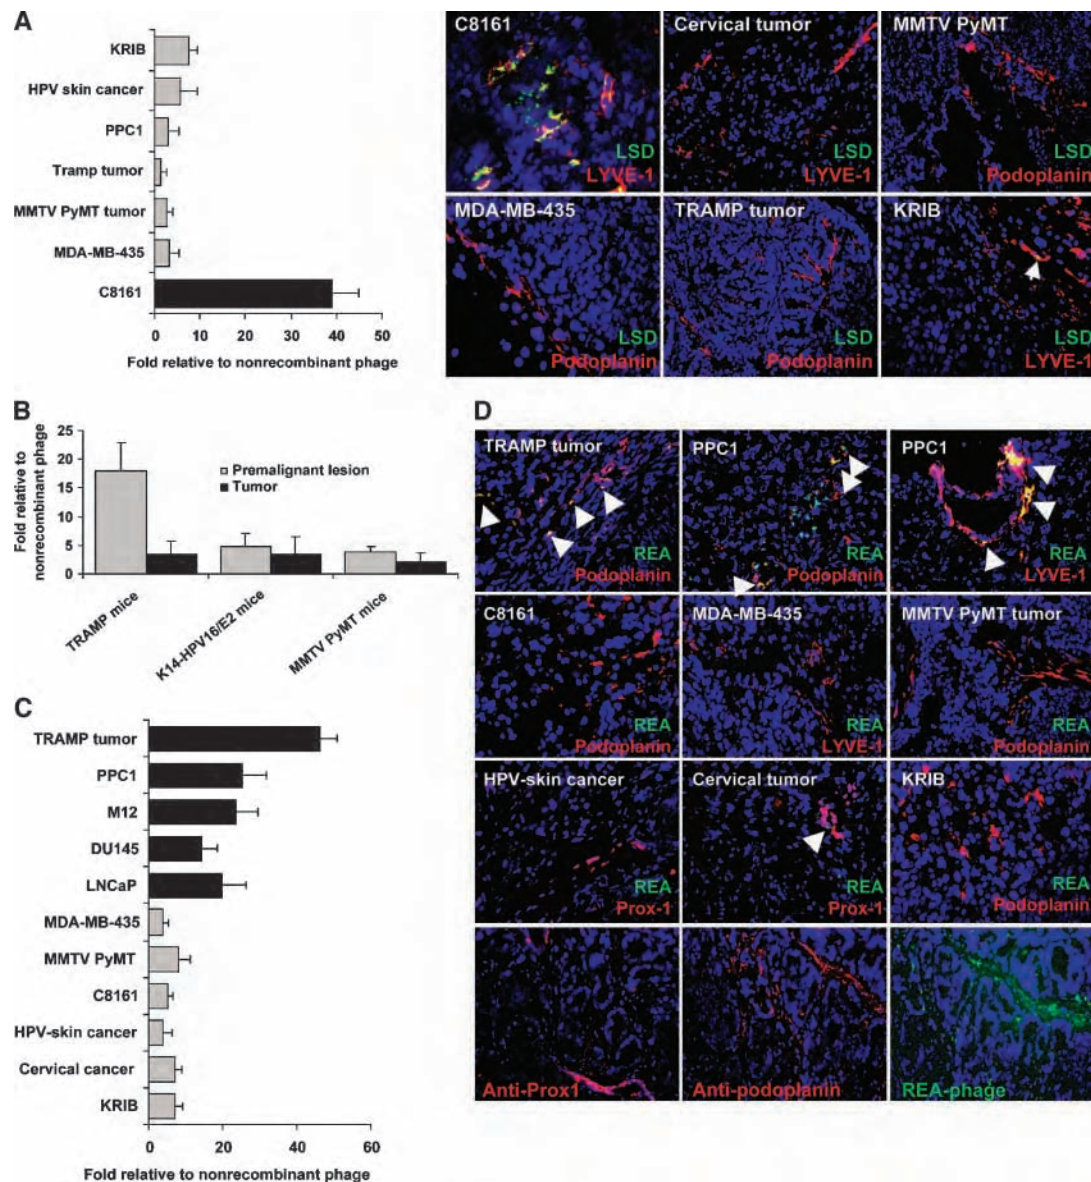 A
KRIB
HPV skin cancer
PPC1
Tramp tumor
MMTV PyMT tumor
MDA-MB-435
C8161
0 10 20 30 40 50
Fold relative to nonrecombinant phage
C8161
LSD
LYVE-1
Cervical tumor
LSD
LYVE-1
MMTV PyMT
LSD
Podoplanin
MDA-MB-435
LSD
Podoplanin
TRAMP tumor
LSD
Podoplanin
KRIB
LSD
LYVE-1
B
Fold relative to
nonrecombinant phage
25
20
15
10
5
0
Premalignant lesion
Tumor
TRAMP mice
K14-HPV16/E2 mice
MMTV PyMT mice
C
TRAMP tumor
PPC1
M12
DU145
LNCaP
MDA-MB-435
MMTV PyMT
C8161
HPV-skin cancer
Cervical cancer
KRIB
0 20 40 60
Fold relative to nonrecombinant phage
D
TRAMP tumor
REA
Podoplanin
PPC1
REA
Podoplanin
PPC1
REA
LYVE-1
C8161
REA
Podoplanin
MDA-MB-435
REA
LYVE-1
MMTV PyMT tumor
REA
Podoplanin
HPV-skin cancer
REA
Prox-1
Cervical tumor
REA
Prox-1
KRIB
REA
Podoplanin
Anti-Prox1
Anti-podoplanin
REA-phage